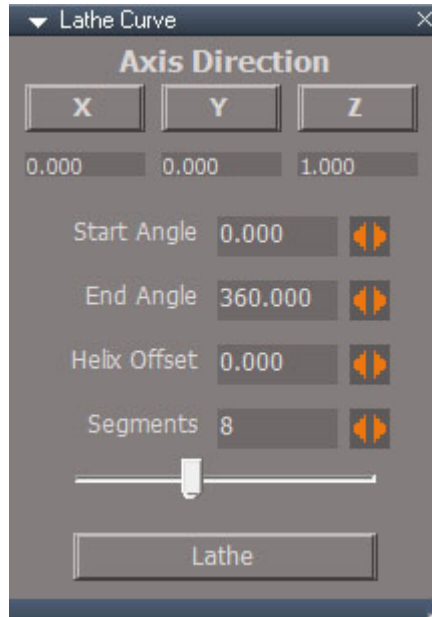 Lathe Curve
Axis Direction
X Y Z
0.000 0.000 1.000
Start Angle 0.000
End Angle 360.000
Helix Offset 0.000
Segments 8
Lathe